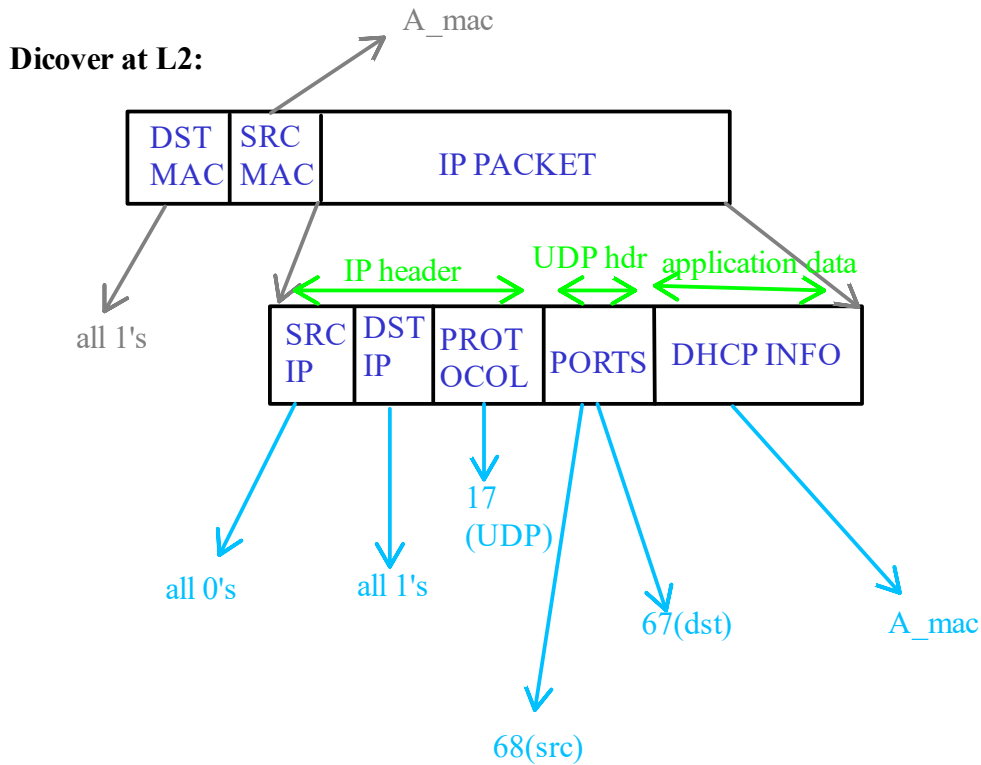 A_mac
Dicover at L2:
DST
MAC
SRC
MAC
IP PACKET
IP header
UDP hdr
application data
all 1's
SRC
IP
DST
IP
PROT
OCOL
PORTS
DHCP INFO
17
(UDP)
all 0's
all 1's
67(dst)
A_mac
68(src)